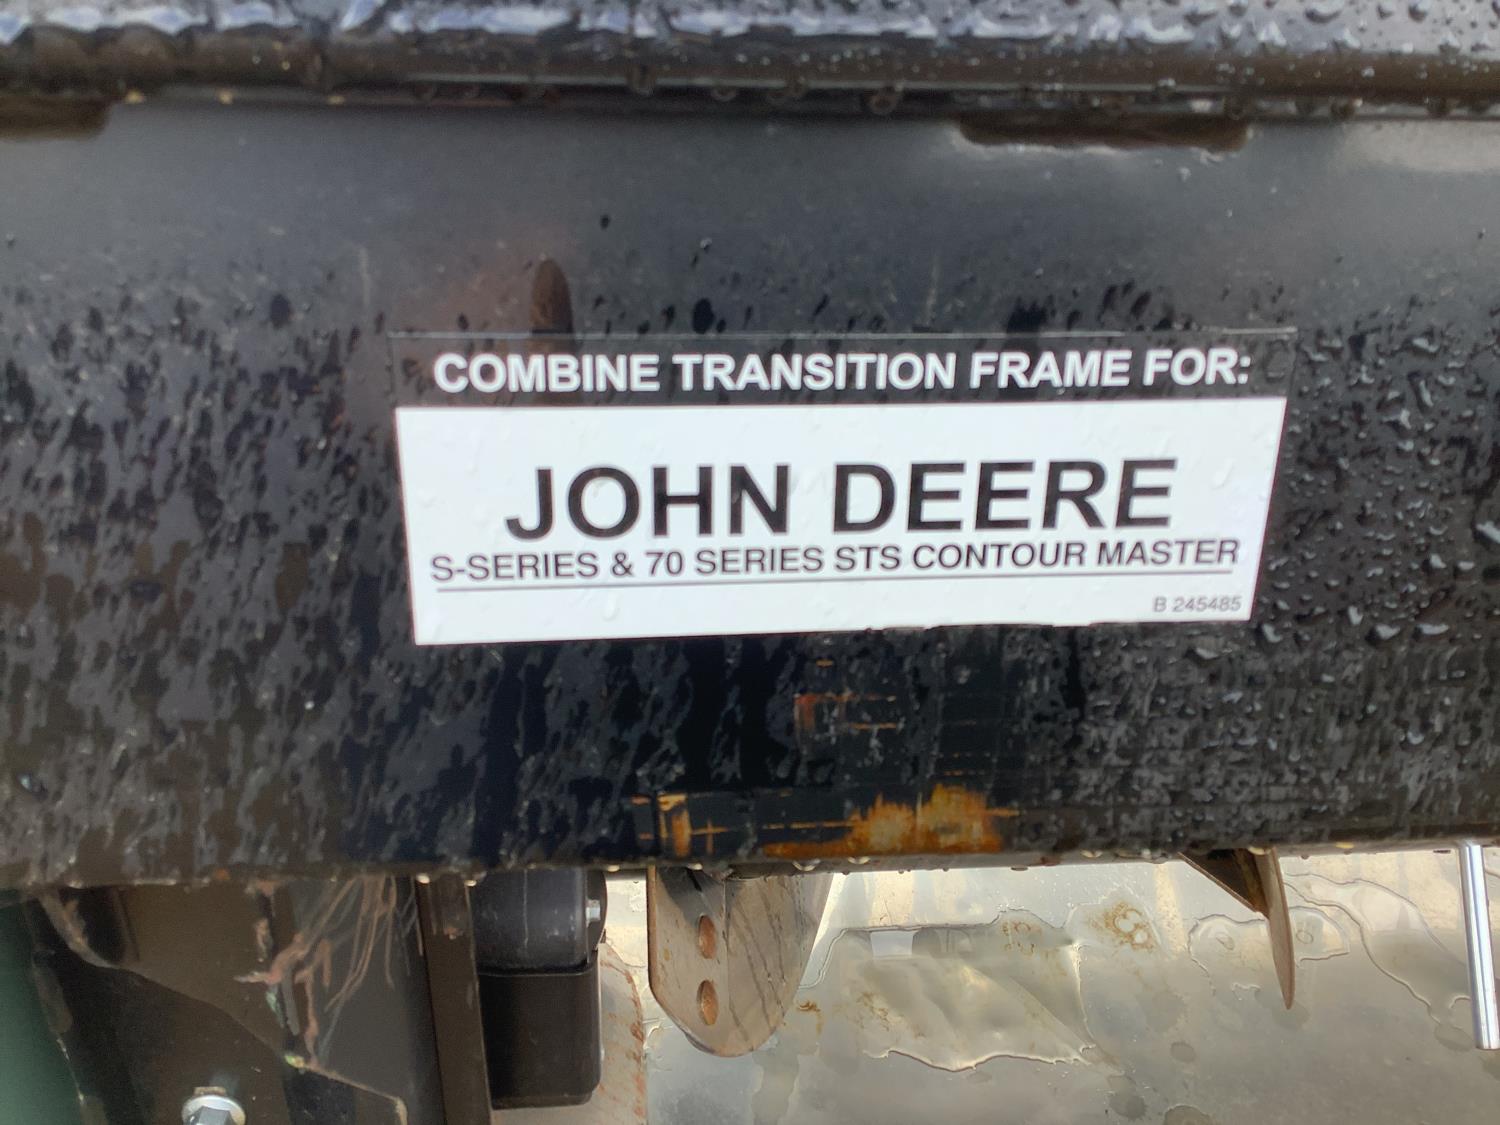 COMBINE TRANSITION FRAME FOR:
JOHN DEERE
S-SERIES & 70 SERIES STS CONTOUR MASTER
B 245485